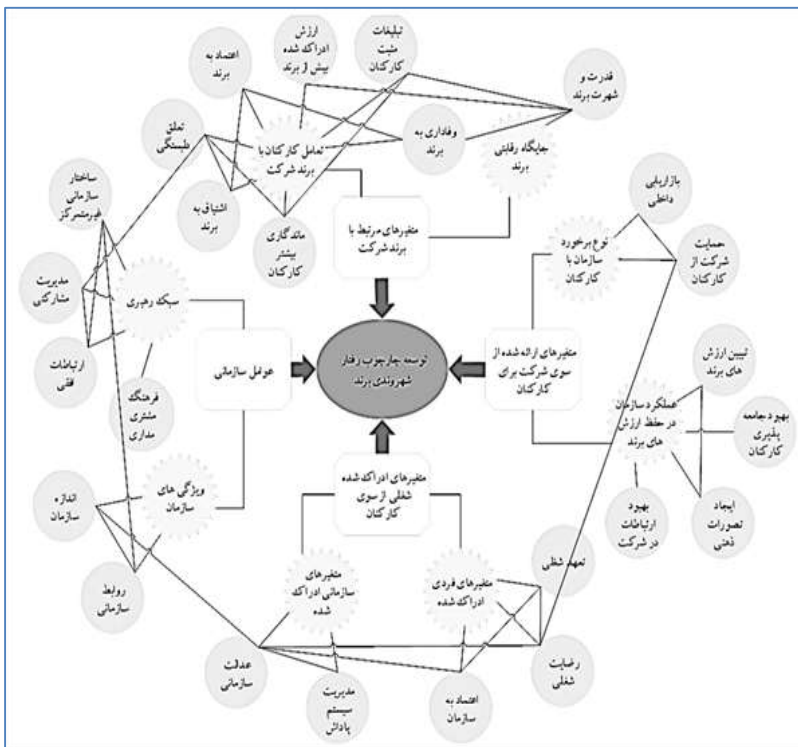 تبلیغات
مثبت
کارکنان
ارزش
ادراک شده
بیش از برند
اعتماد به
برند
قدرت و
شهرت برند
وفاداری به
برند
تعامل کارکنان با
برند شرکت
جایگاه رقابتی
برند
تعلق
اشتیاق به
برند
ماندگاری
بیشتر
کارکنان
متغیرهای مرتبط با
برند شرکت
بازاریابی
داخلی
نوع برخورد
سازمان با
کارکنان
حمایت
شرکت از
کارکنان
ساختار
سازمانی
غیرمتمرکز
مدیریت
مشارکتی
سبک رهبری
ارتباطات
افقی
فرهنگ
مشتری
مداری
عوامل سازمانی
توسعه چارچوب رفتار
شهروندی برند
متغیرهای ارائه شده از
سوی شرکت برای
کارکنان
تبیین ارزش
های برند
عملکرد سازمان
در حفظ ارزش
های برند
بهبود جامعه
پذیری
کارکنان
ایجاد
تصورات
ذهنی
بهبود
ارتباطات
در شرکت
ویژگی های
سازمان
اندازه
سازمان
روابط
سازمانی
متغیرهای ادراک شده
شغلی از سوی
کارکنان
متغیرهای
سازمانی ادراک
شده
متغیرهای فردی
ادراک شده
تعهد شغلی
رضایت
شغلی
اعتماد به
سازمان
مدیریت
سیستم
پاداش
عدالت
سازمانی